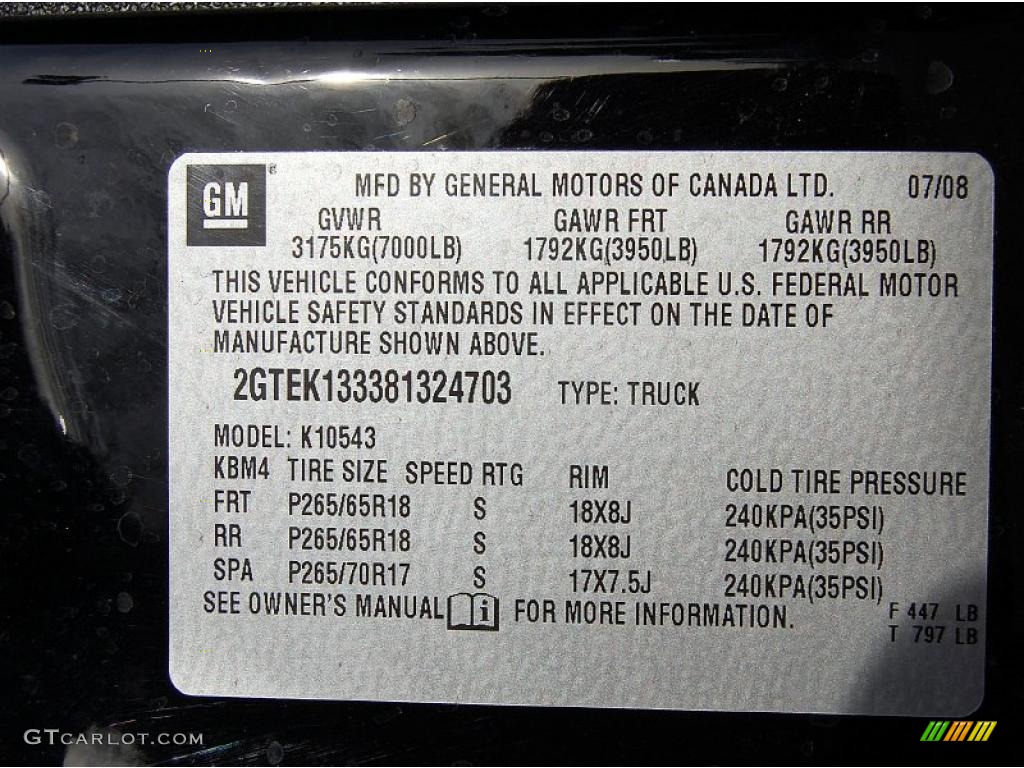 GM® MFD BY GENERAL MOTORS OF CANADA LTD. 07/08
GVWR GAWR FRT GAWR RR
3175KG(7000LB) 1792KG(3950LB) 1792KG(3950LB)
THIS VEHICLE CONFORMS TO ALL APPLICABLE U.S. FEDERAL MOTOR
VEHICLE SAFETY STANDARDS IN EFFECT ON THE DATE OF
MANUFACTURE SHOWN ABOVE.
2GTEK133381324703 TYPE: TRUCK
MODEL: K10543
KBM4 TIRE SIZE SPEED RTG RIM COLD TIRE PRESSURE
FRT P265/65R18 S 18X8J 240KPA(35PSI)
RR P265/65R18 S 18X8J 240KPA(35PSI)
SPA P265/70R17 S 17X7.5J 240KPA(35PSI)
SEE OWNER'S MANUAL i FOR MORE INFORMATION.
F 447 LB
T 797 LB
GTCARLOT.COM